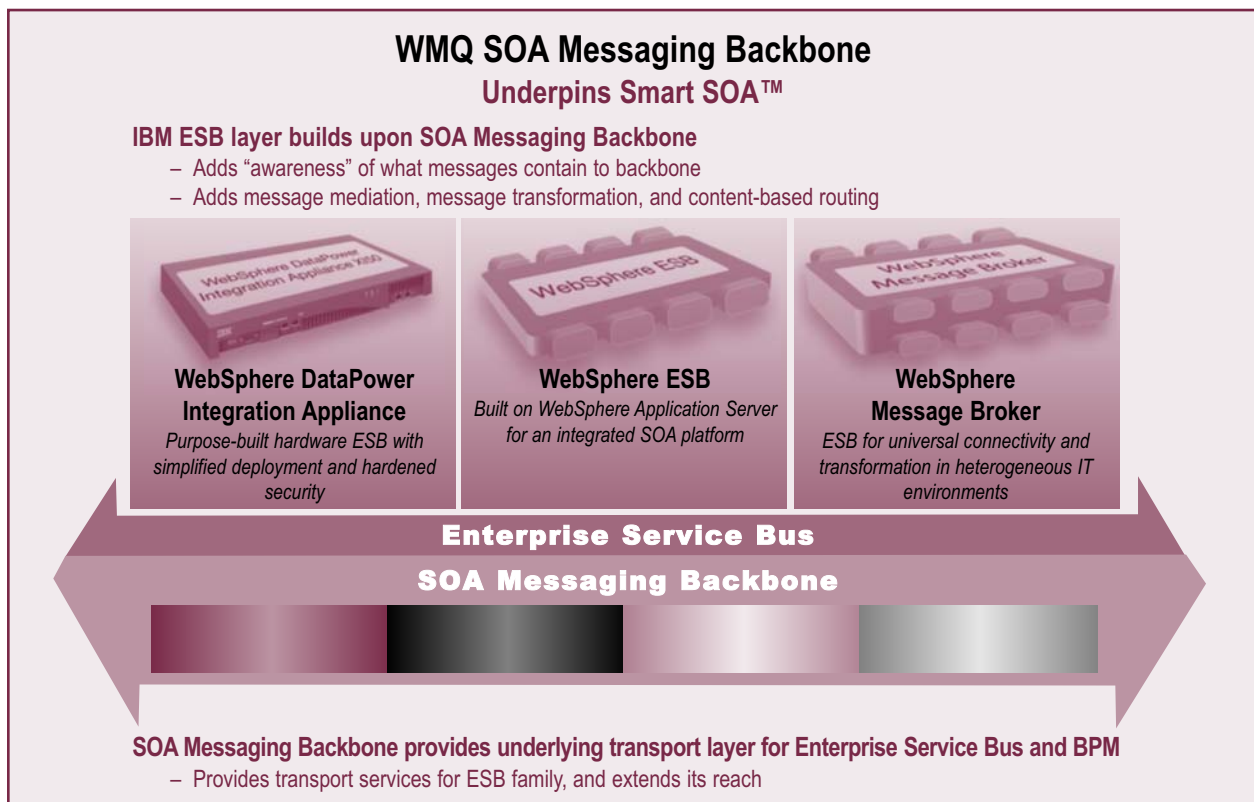 WMQ SOA Messaging Backbone
Underpins Smart SOA™
IBM ESB layer builds upon SOA Messaging Backbone
– Adds “awareness” of what messages contain to backbone
– Adds message mediation, message transformation, and content-based routing
WebSphere DataPower
Integration Appliance XI50
IBM
WebSphere DataPower
Integration Appliance
Purpose-built hardware ESB with
simplified deployment and hardened
security
WebSphere ESB
WebSphere ESB
Built on WebSphere Application Server
for an integrated SOA platform
WebSphere
Message Broker
WebSphere
Message Broker
ESB for universal connectivity and
transformation in heterogeneous IT
environments
Enterprise Service Bus
SOA Messaging Backbone
SOA Messaging Backbone provides underlying transport layer for Enterprise Service Bus and BPM
– Provides transport services for ESB family, and extends its reach